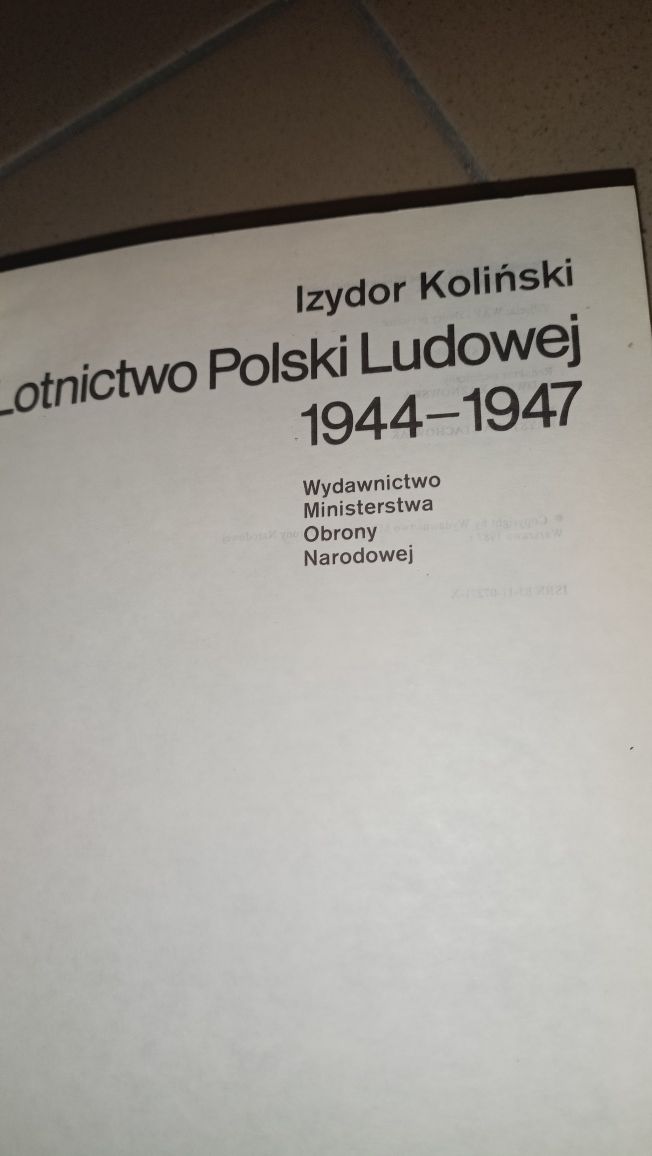 Izydor Koliński
Lotnictwo Polski Ludowej
1944–1947
Wydawnictwo
Ministerstwa
Obrony
Narodowej